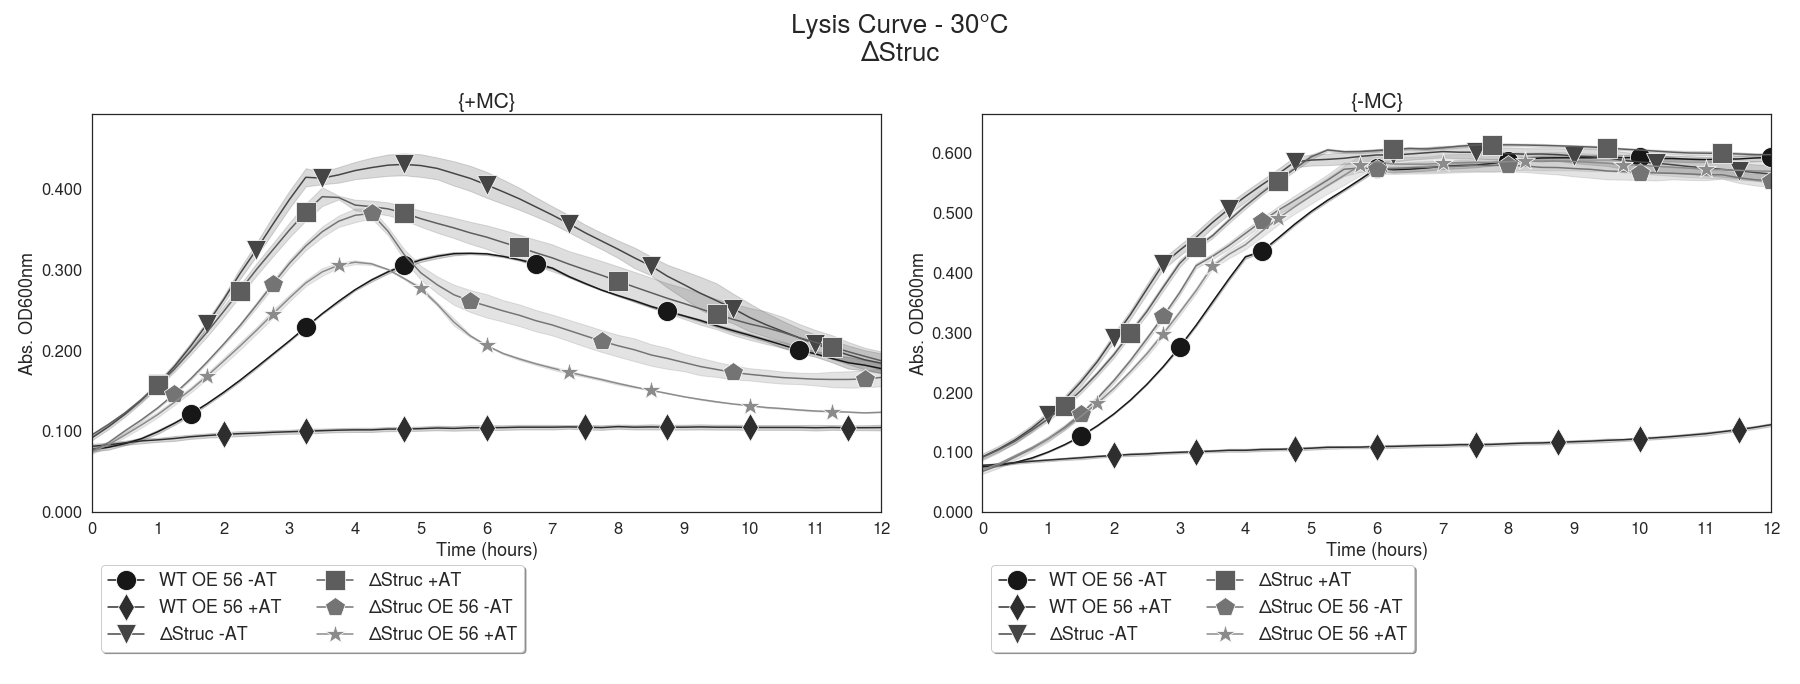 Lysis Curve - 30°C
ΔStruc
{+MC}
Abs. OD600nm
0.400
0.300
0.200
0.100
0.000
0 1 2 3 4 5 6 7 8 9 10 11 12
Time (hours)
WT OE 56 -AT
WT OE 56 +AT
ΔStruc -AT
ΔStruc +AT
ΔStruc OE 56 -AT
ΔStruc OE 56 +AT
{-MC}
Abs. OD600nm
0.600
0.500
0.400
0.300
0.200
0.100
0.000
0 1 2 3 4 5 6 7 8 9 10 11 12
Time (hours)
WT OE 56 -AT
WT OE 56 +AT
ΔStruc -AT
ΔStruc +AT
ΔStruc OE 56 -AT
ΔStruc OE 56 +AT